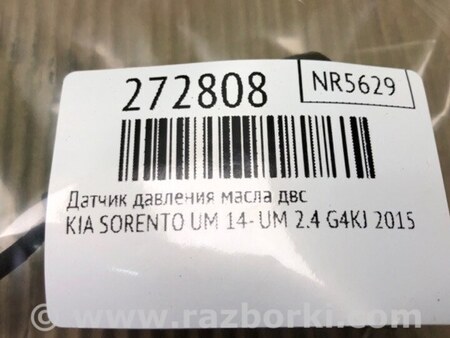 272808
NR5629
Датчик давления масла двс
KIA SORENTO UM 14- UM 2.4 G4KJ 2015
© www.razborki.com